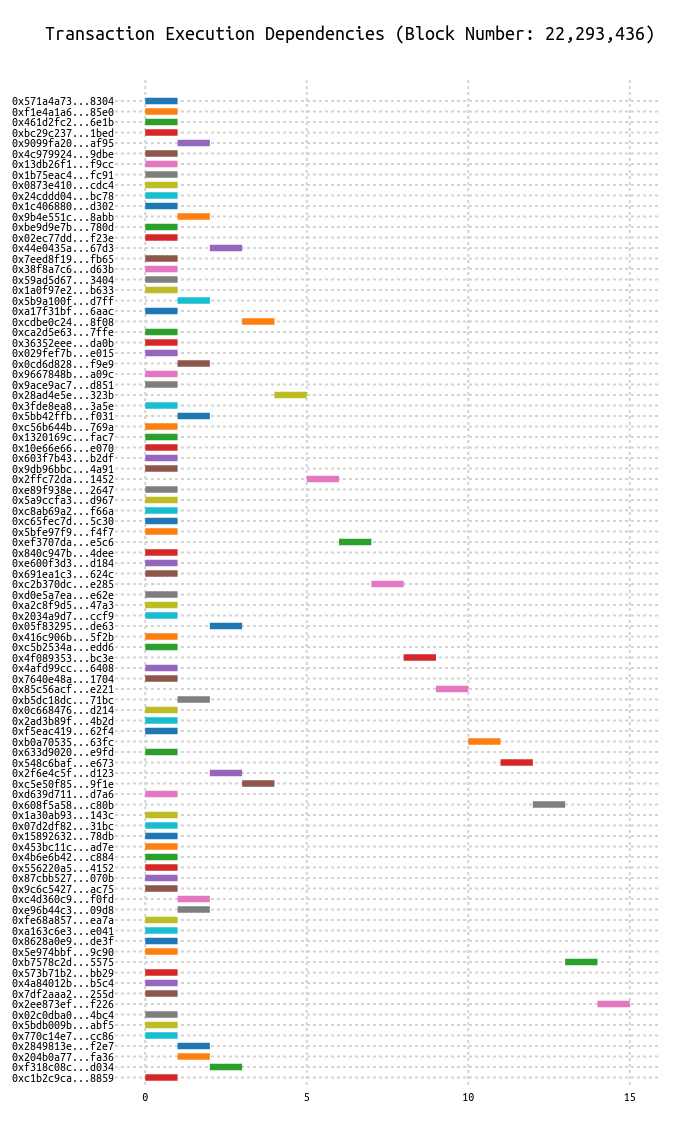 Transaction Execution Dependencies (Block Number: 22,293,436)
0x571a4a73...8304
0xf1e4a1a6...85e0
0x461d2fc2...6e1b
0xbc29c237...1bed
0x9099fa20...af95
0x4c979924...9dbe
0x13db26f1...f9cc
0x1b75eac4...fc91
0x0873e410...cdc4
0x24cddd04...bc78
0x1c406880...d302
0x9b4e551c...8abb
0xbe9d9e7b...780d
0x02ec77dd...f23e
0x44e0435a...67d3
0x7eed8f19...fb65
0x38f8a7c6...d63b
0x59ad5d67...3404
0x1a0f97e2...b633
0x5b9a100f...d7ff
0xa17f31bf...6aac
0xcdbe0c24...8f08
0xca2d5e63...7ffe
0x36352eee...da0b
0x029fef7b...e015
0x0cd6d828...f9e9
0x9667848b...a09c
0x9ace9ac7...d851
0x28ad4e5e...323b
0x3fde8ea8...3a5e
0x5bb42ffb...f031
0xc56b644b...769a
0x1320169c...fac7
0x10e66e66...e070
0x603f7b43...b2df
0x9db96bbc...4a91
0x2ffc72da...1452
0xe89f938e...2647
0x5a9ccfa3...d967
0xc8ab69a2...f66a
0xc65fec7d...5c30
0x5bfe97f9...f4f7
0xef3707da...e5c6
0x840c947b...4dee
0xe600f3d3...d184
0x691ea1c3...624c
0xc2b370dc...e285
0xd0e5a7ea...e62e
0xa2c8f9d5...47a3
0x2034a9d7...ccf9
0x05f83295...de63
0x416c906b...5f2b
0xc5b2534a...edd6
0x4f089353...bc3e
0x4afd99cc...6408
0x7640e48a...1704
0x85c56acf...e221
0xb5dc18dc...71bc
0x0c668476...d214
0x2ad3b89f...4b2d
0xf5eac419...62f4
0xb0a70535...63fc
0x633d9020...e9fd
0x548c6baf...e673
0x2f6e4c5f...d123
0xc5e50f85...9f1e
0xd639d711...d7a6
0x608f5a58...c80b
0x1a30ab93...143c
0x07d2df82...31bc
0x15892632...78db
0x453bc11c...ad7e
0x4b6e6b42...c884
0x556220a5...4152
0x87cbb527...070b
0x9c6c5427...ac75
0xc4d360c9...f0fd
0xe96b44c3...09d8
0xfe68a857...ea7a
0xa163c6e3...e041
0x8628a0e9...de3f
0x5e974bbf...9c90
0xb7578c2d...5575
0x573b71b2...bb29
0x4a84012b...b5c4
0x7df2aaa2...255d
0x2ee873ef...f226
0x02c0dba0...4bc4
0x5bdb009b...abf5
0x770c14e7...cc86
0x2849813e...f2e7
0x204b0a77...fa36
0xf318c08c...d034
0xc1b2c9ca...8859
0 5 10 15